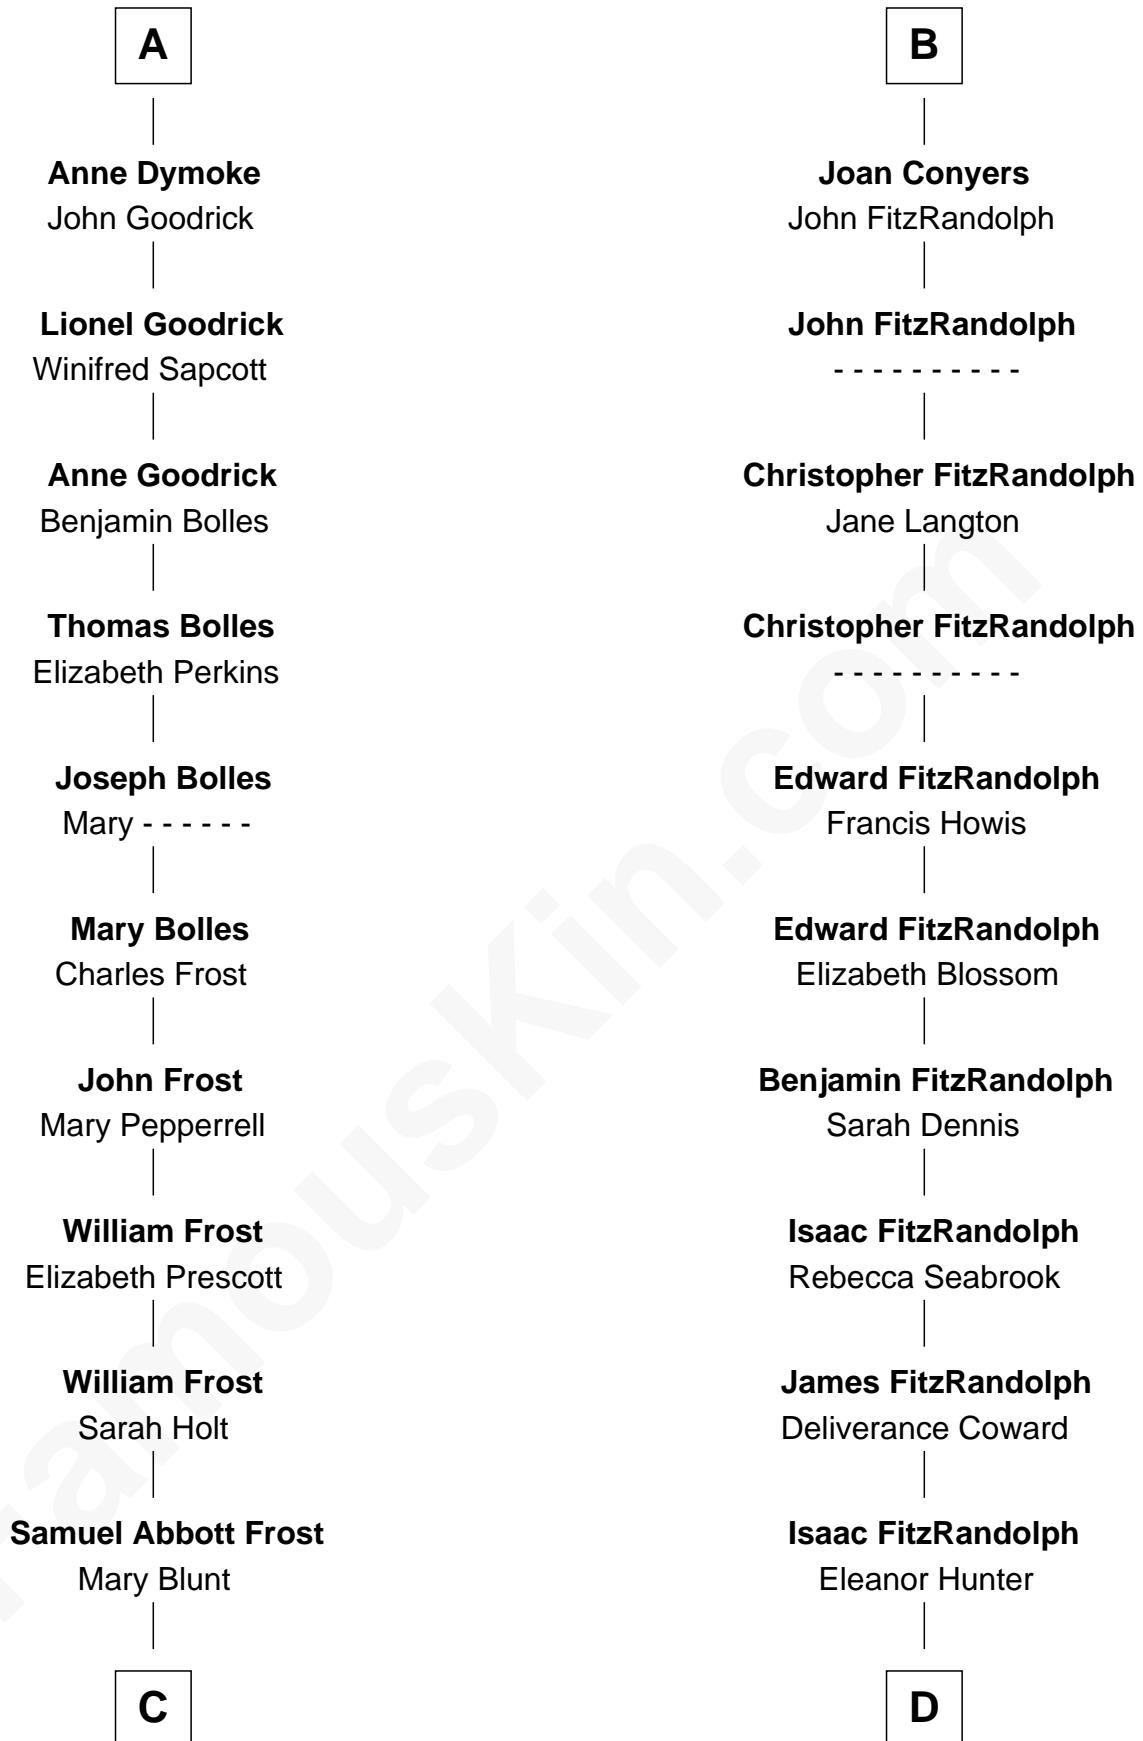 A
Anne Dymoke
John Goodrick
Lionel Goodrick
Winifred Sapcott
Anne Goodrick
Benjamin Bolles
Thomas Bolles
Elizabeth Perkins
Joseph Bolles
Mary - - - - - -
Mary Bolles
Charles Frost
John Frost
Mary Pepperrell
William Frost
Elizabeth Prescott
William Frost
Sarah Holt
Samuel Abbott Frost
Mary Blunt
C
B
Joan Conyers
John FitzRandolph
John FitzRandolph
- - - - - - - - - -
Christopher FitzRandolph
Jane Langton
Christopher FitzRandolph
- - - - - - - - - -
Edward FitzRandolph
Francis Howis
Edward FitzRandolph
Elizabeth Blossom
Benjamin FitzRandolph
Sarah Dennis
Isaac FitzRandolph
Rebecca Seabrook
James FitzRandolph
Deliverance Coward
Isaac FitzRandolph
Eleanor Hunter
D
FamousKin.com